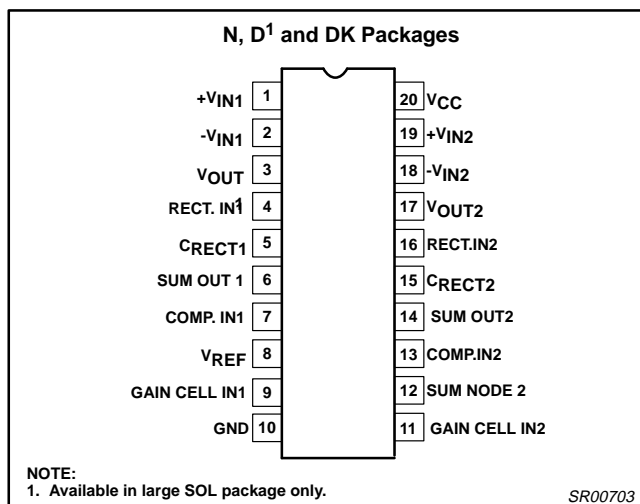 N, D1 and DK Packages
+VIN1 1
-VIN1 2
VOUT 3
RECT. IN1 4
CRECT1 5
SUM OUT 1 6
COMP. IN1 7
VREF 8
GAIN CELL IN1 9
GND 10
20 VCC
19 +VIN2
18 -VIN2
17 VOUT2
16 RECT.IN2
15 CRECT2
14 SUM OUT2
13 COMP.IN2
12 SUM NODE 2
11 GAIN CELL IN2
NOTE:
1. Available in large SOL package only.
SR00703